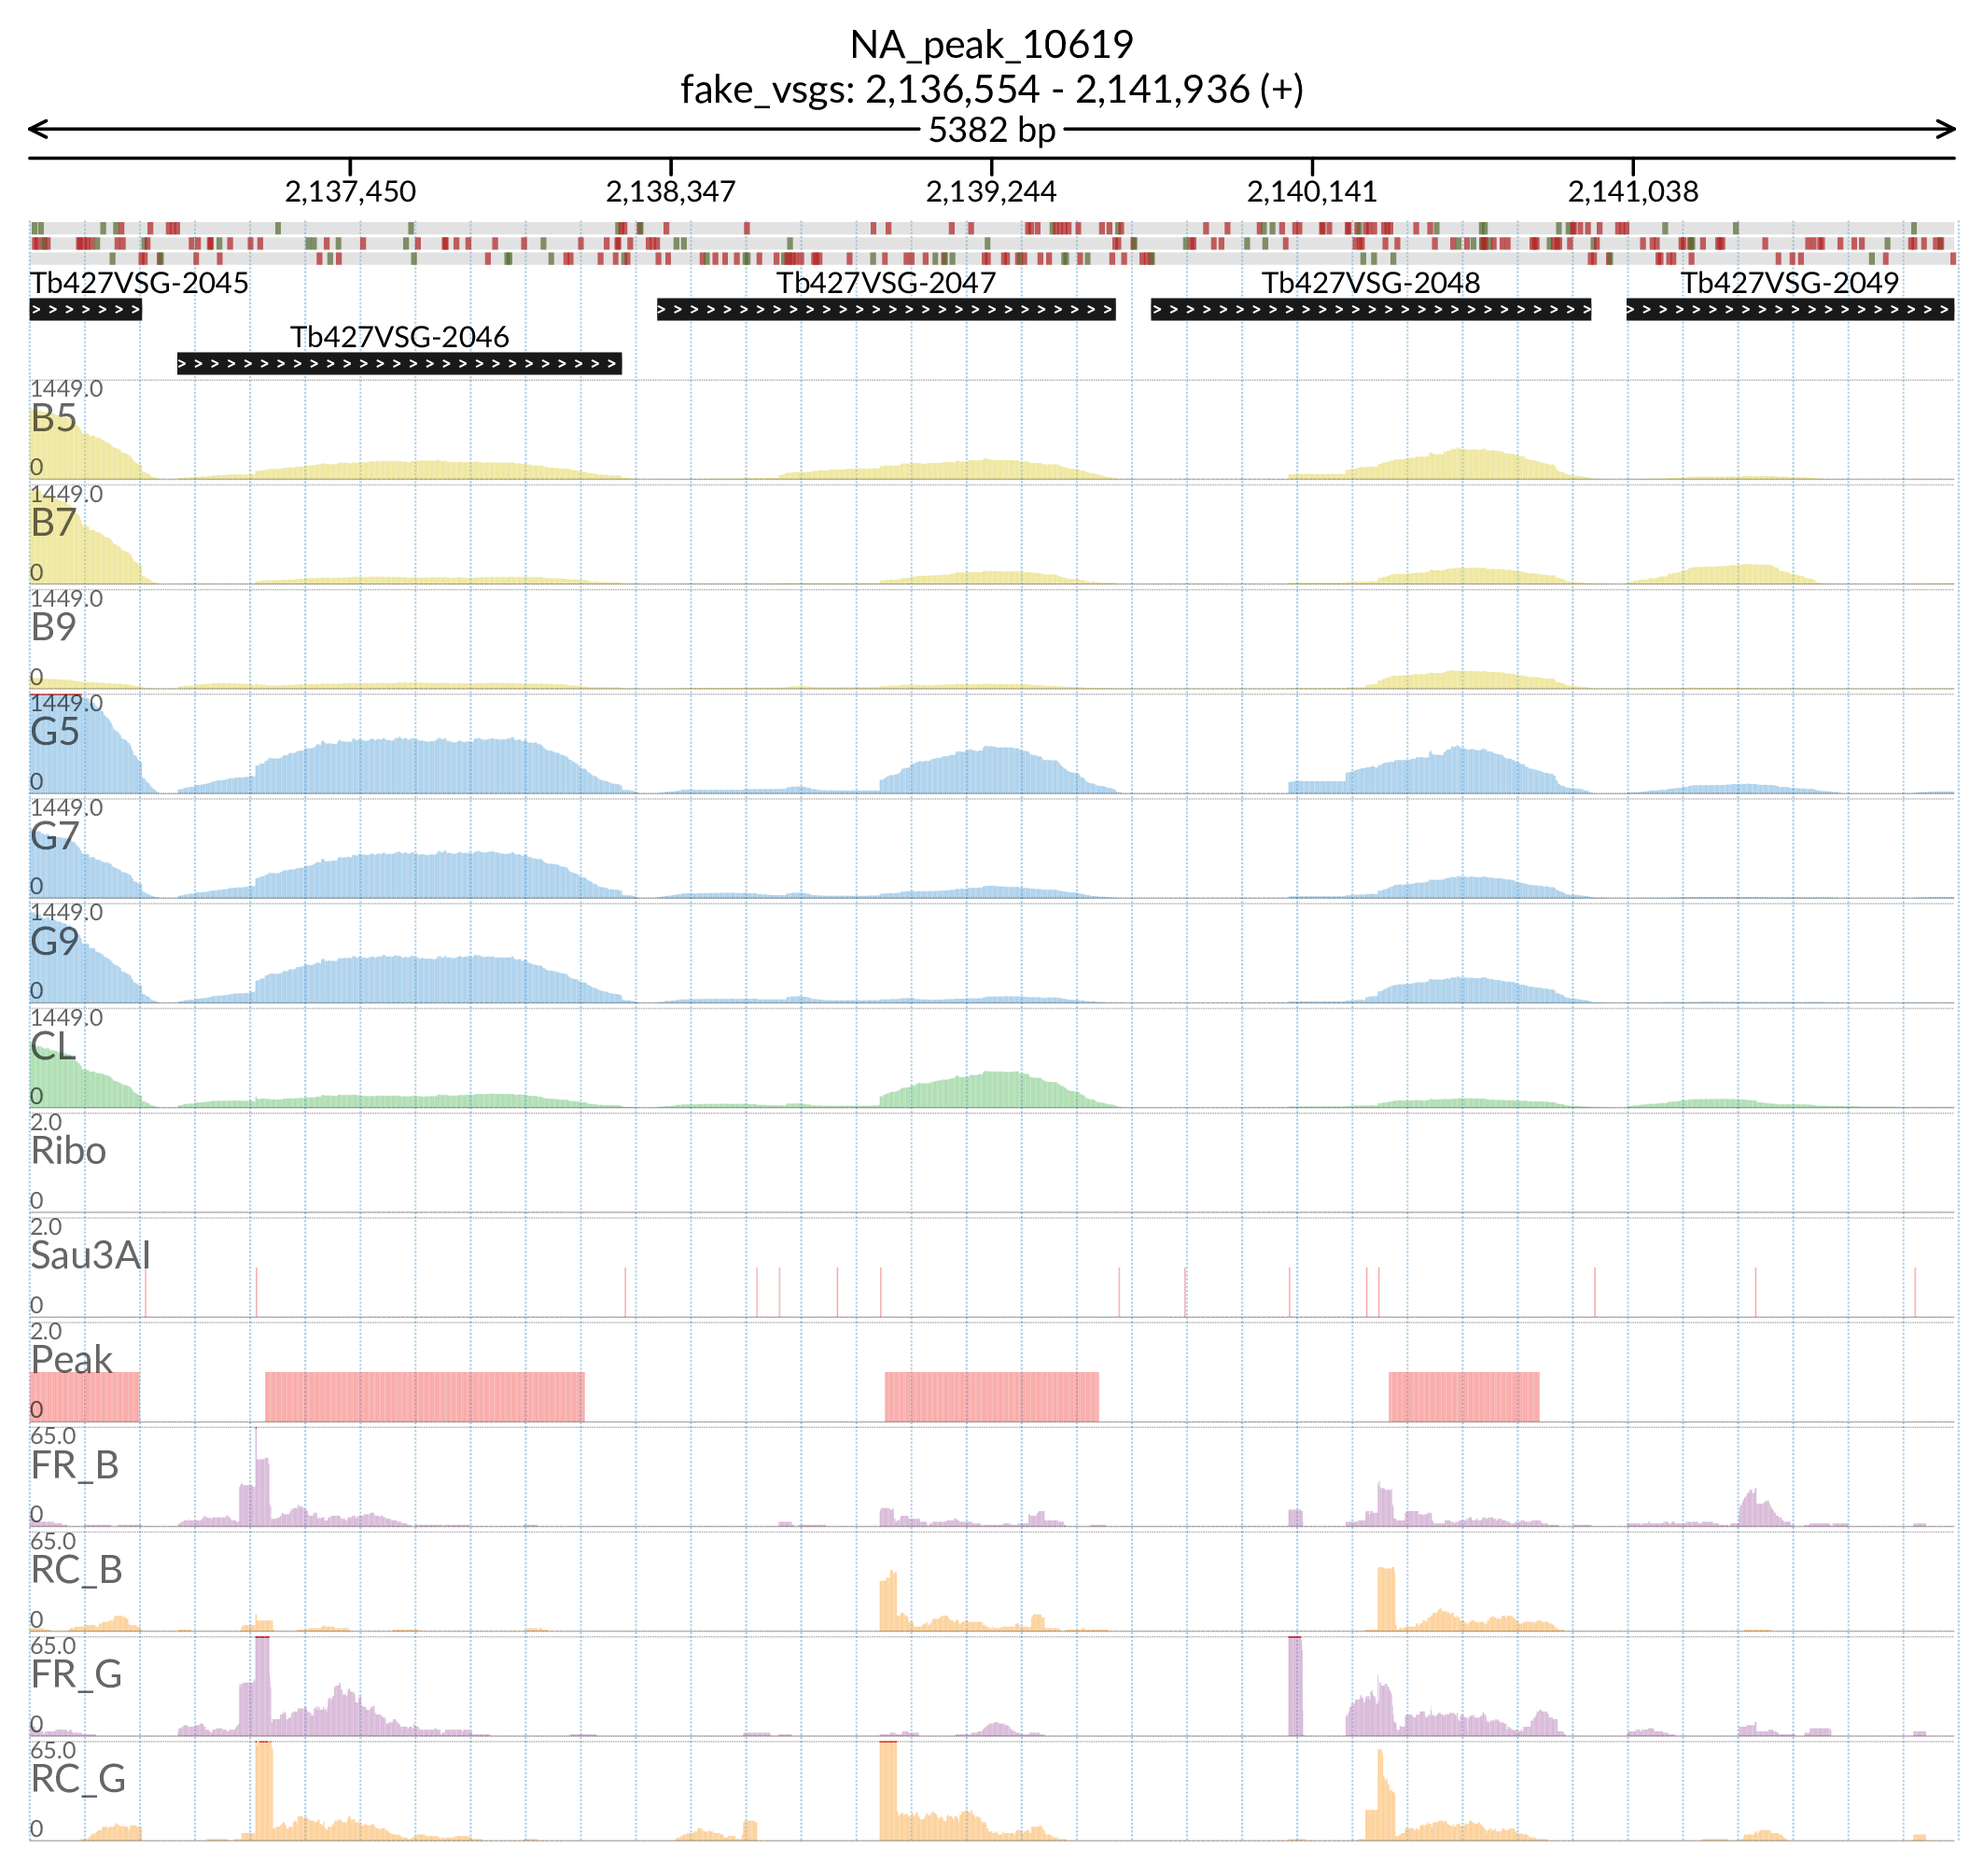 NA_peak_10619
fake_vsgs: 2,136,554 - 2,141,936 (+)
5382 bp
2,137,450 2,138,347 2,139,244 2,140,141 2,141,038
Tb427VSG-2045 Tb427VSG-2047 Tb427VSG-2048 Tb427VSG-2049
Tb427VSG-2046
1449.0
B5
0
1449.0
B7
0
1449.0
B9
0
1449.0
G5
0
1449.0
G7
0
1449.0
G9
0
1449.0
CL
0
2.0
Ribo
0
2.0
Sau3AI
0
2.0
Peak
0
65.0
FR_B
0
65.0
RC_B
0
65.0
FR_G
0
65.0
RC_G
0